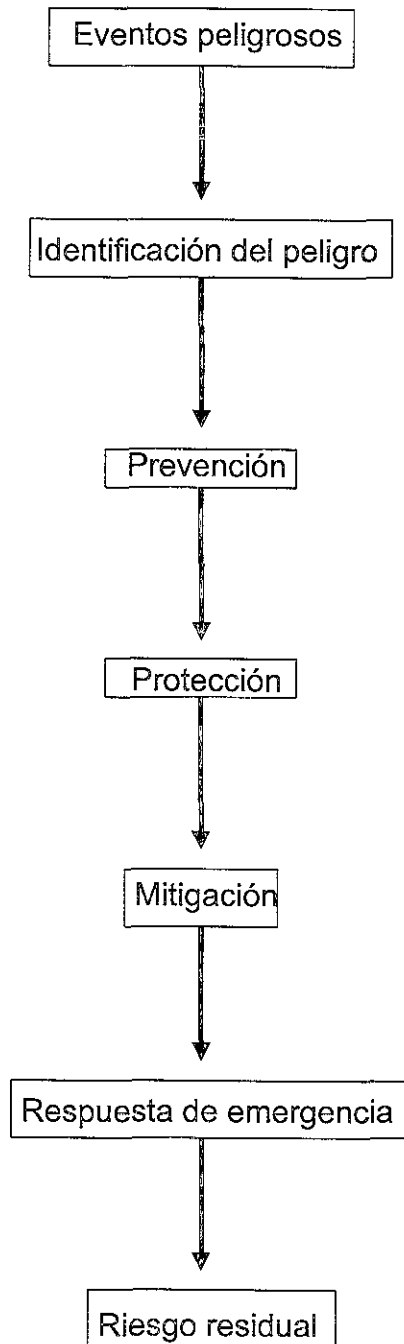 Eventos peligrosos
Identificación del peligro
Prevención
Protección
Mitigación
Respuesta de emergencia
Riesgo residual